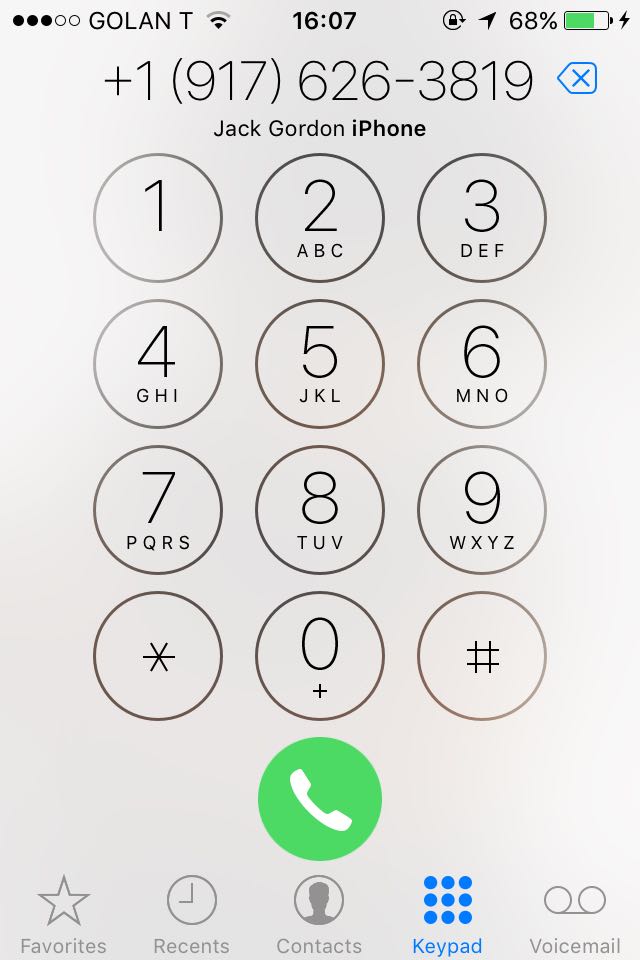 GOLAN T 16:07 68%
+1 (917) 626-3819
Jack Gordon iPhone
1 2 3
ABC DEF
4 5 6
GHI JKL MNO
7 8 9
PQRS TUV WXYZ
* 0 #
+
Favorites Recents Contacts Keypad Voicemail